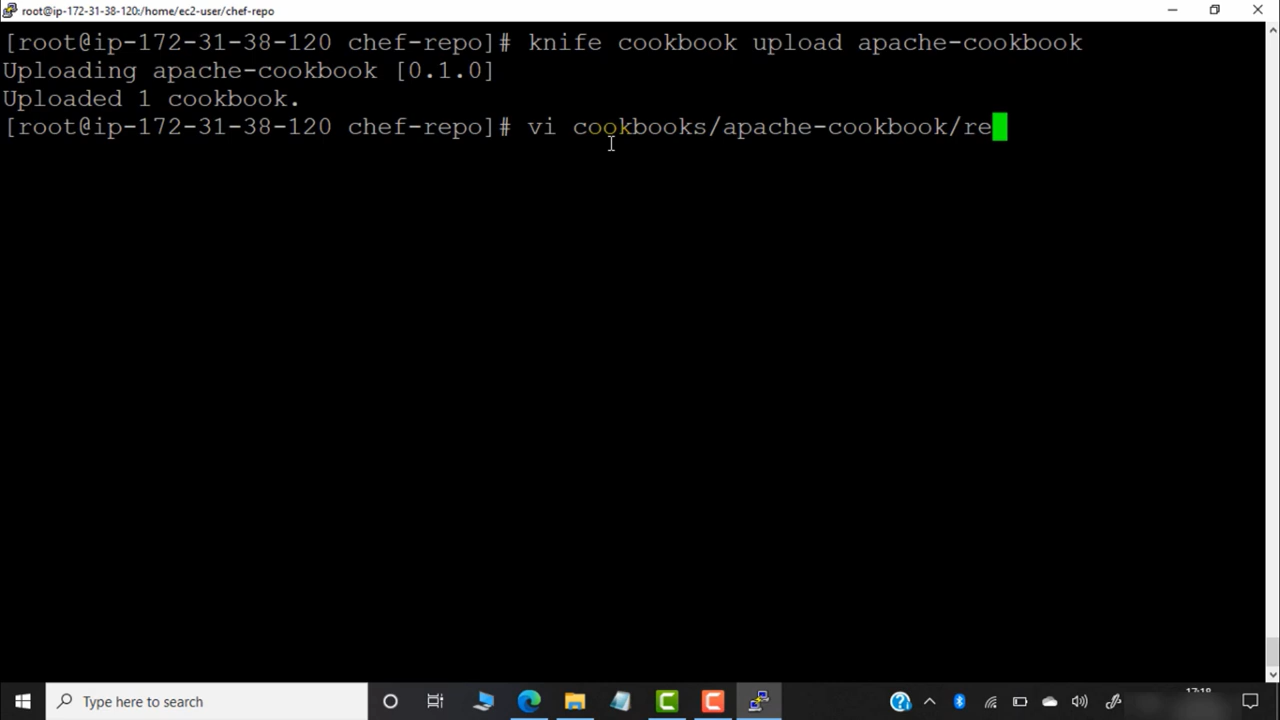 root@ip-172-31-38-120:/home/ec2-user/chef-repo
[root@ip-172-31-38-120 chef-repo]# knife cookbook upload apache-cookbook
Uploading apache-cookbook [0.1.0]
Uploaded 1 cookbook.
[root@ip-172-31-38-120 chef-repo]# vi cookbooks/apache-cookbook/re
Type here to search
17:18